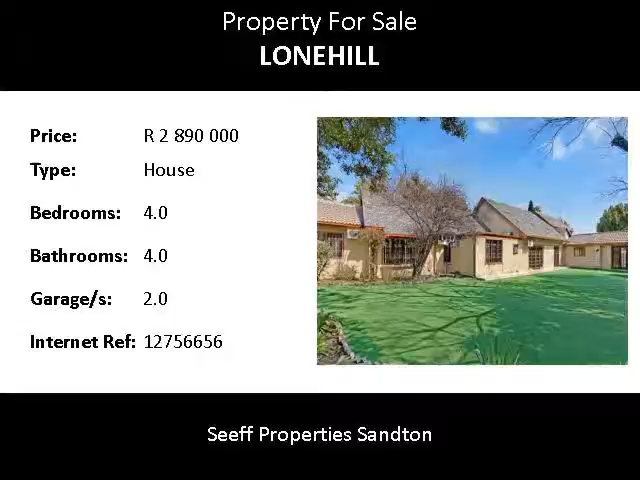 Property For Sale
LONEHILL
Price: R 2 890 000
Type: House
Bedrooms: 4.0
Bathrooms: 4.0
Garage/s: 2.0
Internet Ref: 12756656
Seeff Properties Sandton